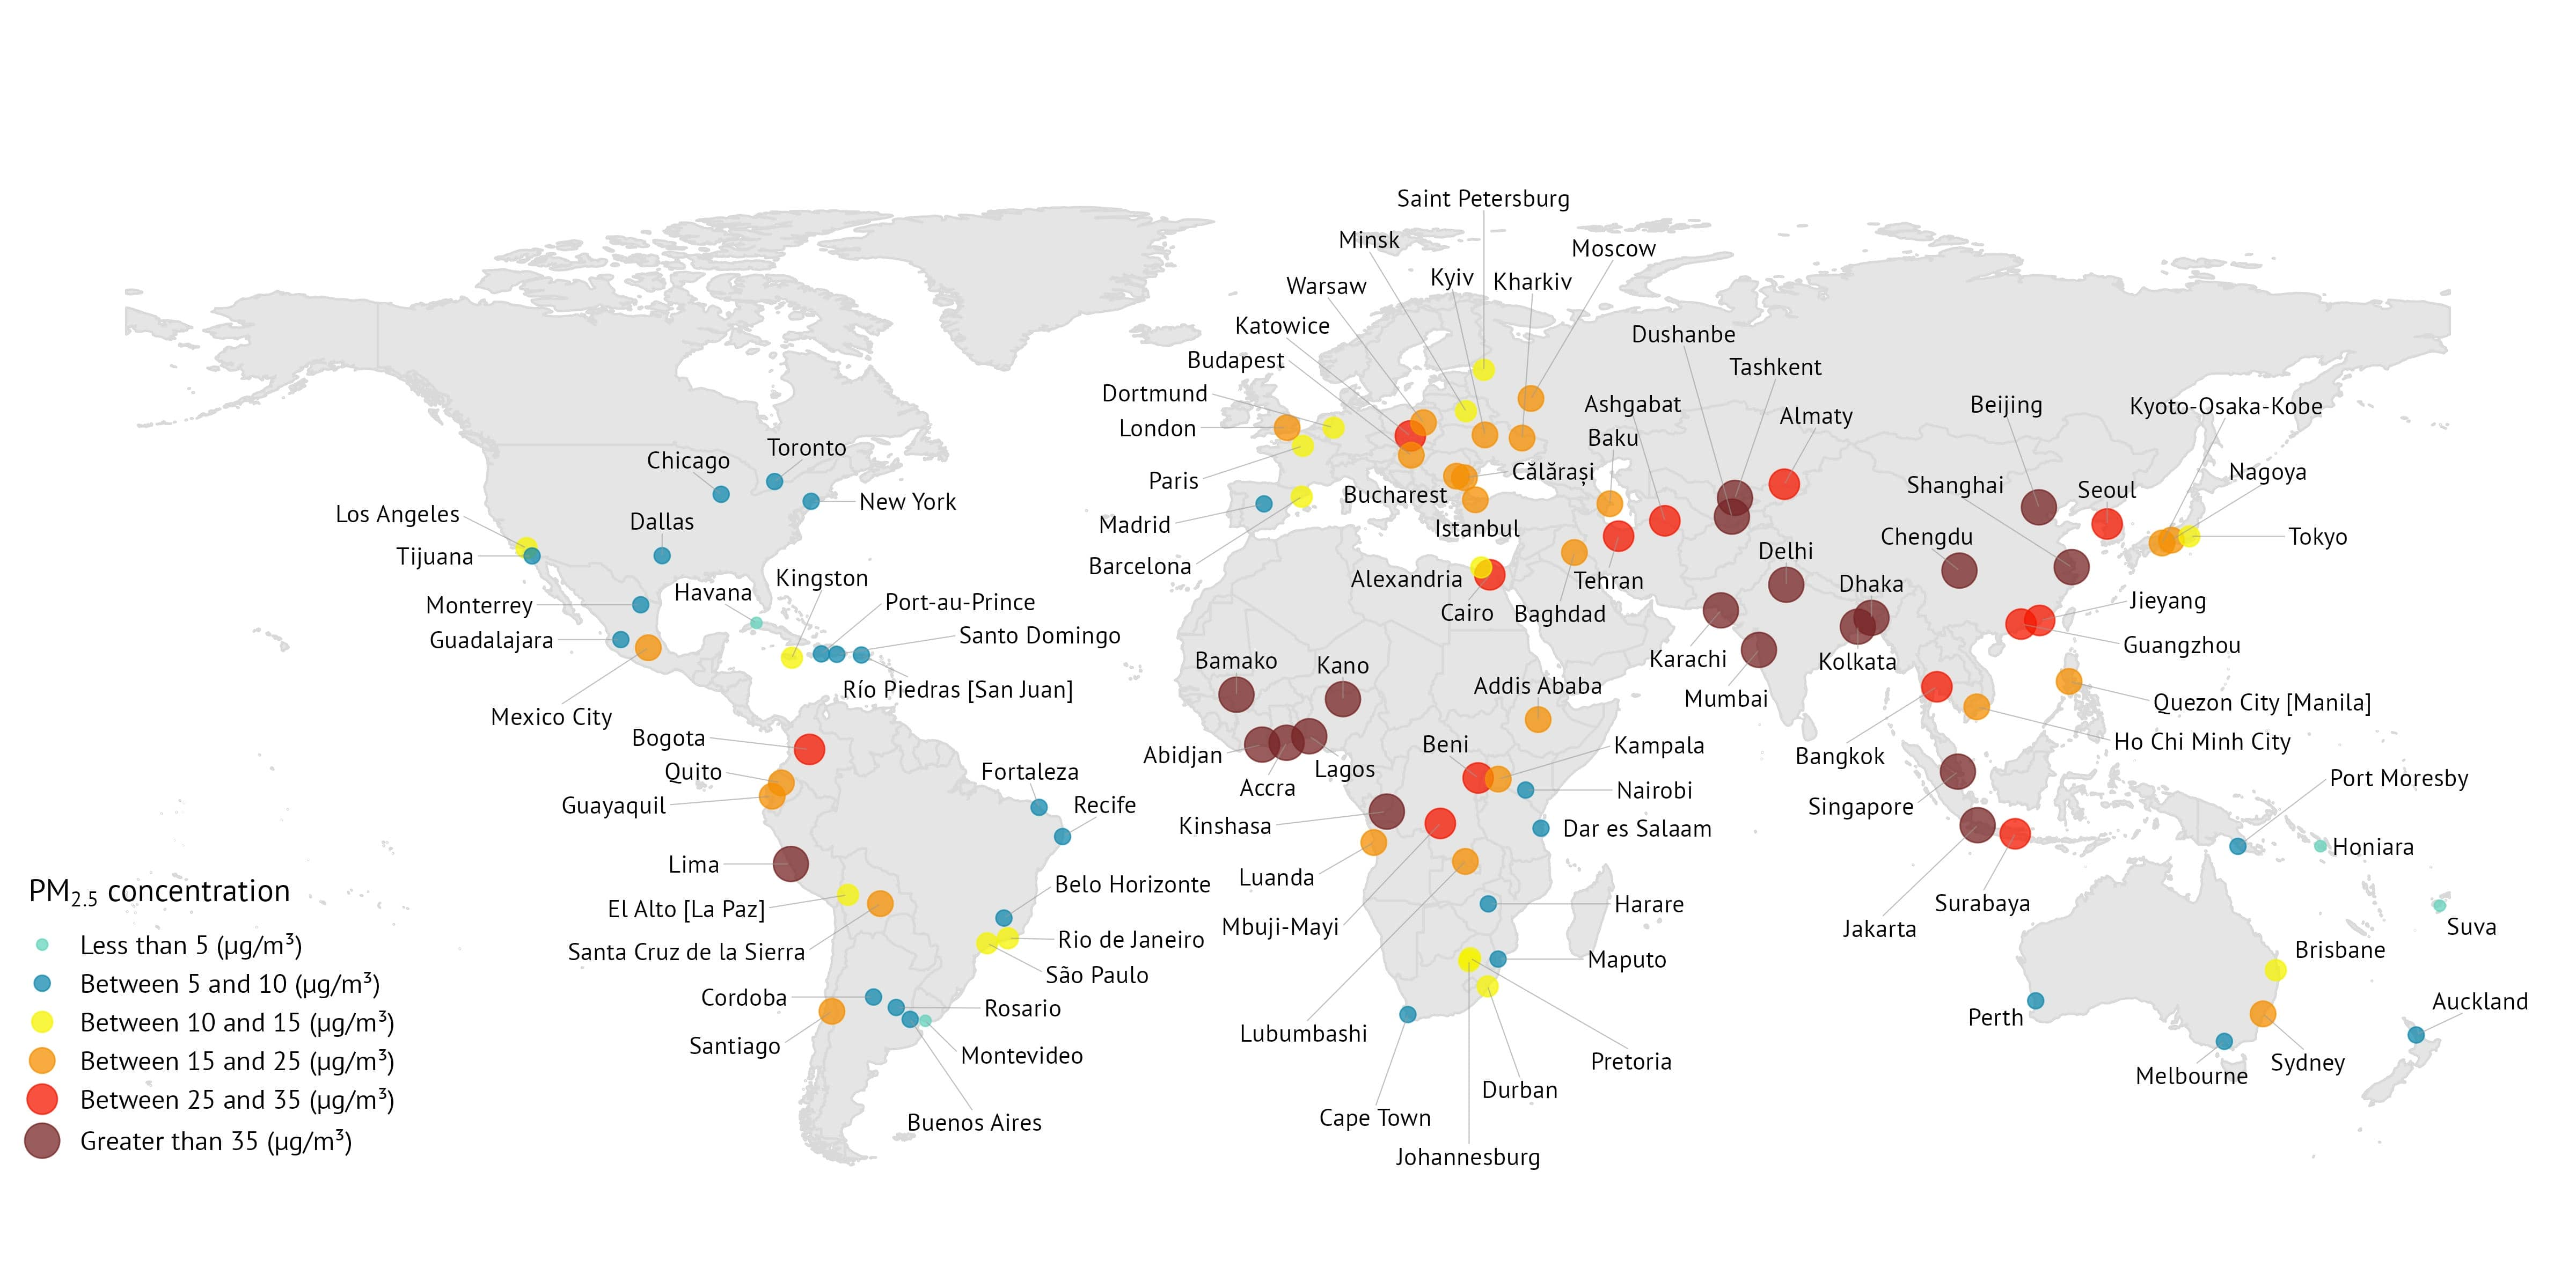 Saint Petersburg
Minsk
Moscow
Kyiv
Kharkiv
Warsaw
Katowice
Dushanbe
Budapest
Tashkent
Dortmund
London
Ashgabat
Almaty
Beijing
Kyoto-Osaka-Kobe
Baku
Toronto
Chicago
Paris
Călărași
Nagoya
Shanghai
Seoul
Bucharest
New York
Los Angeles
Dallas
Madrid
Istanbul
Chengdu
Tokyo
Tijuana
Delhi
Barcelona
Kingston
Alexandria
Tehran
Dhaka
Havana
Port-au-Prince
Monterrey
Cairo
Baghdad
Jieyang
Guadalajara
Santo Domingo
Guangzhou
Bamako
Kano
Karachi
Kolkata
Río Piedras [San Juan]
Addis Ababa
Mumbai
Quezon City [Manila]
Mexico City
Bogota
Abidjan
Beni
Kampala
Bangkok
Ho Chi Minh City
Quito
Fortaleza
Lagos
Port Moresby
Accra
Nairobi
Guayaquil
Recife
Singapore
Kinshasa
Dar es Salaam
Honiara
Lima
Luanda
Belo Horizonte
Harare
Surabaya
El Alto [La Paz]
Mbuji-Mayi
Jakarta
Suva
Rio de Janeiro
Santa Cruz de la Sierra
Brisbane
São Paulo
Maputo
Cordoba
Rosario
Perth
Auckland
Santiago
Lubumbashi
Montevideo
Pretoria
Sydney
Melbourne
Durban
Buenos Aires
Cape Town
Johannesburg
PM2.5 concentration
Less than 5 (µg/m³)
Between 5 and 10 (µg/m³)
Between 10 and 15 (µg/m³)
Between 15 and 25 (µg/m³)
Between 25 and 35 (µg/m³)
Greater than 35 (µg/m³)